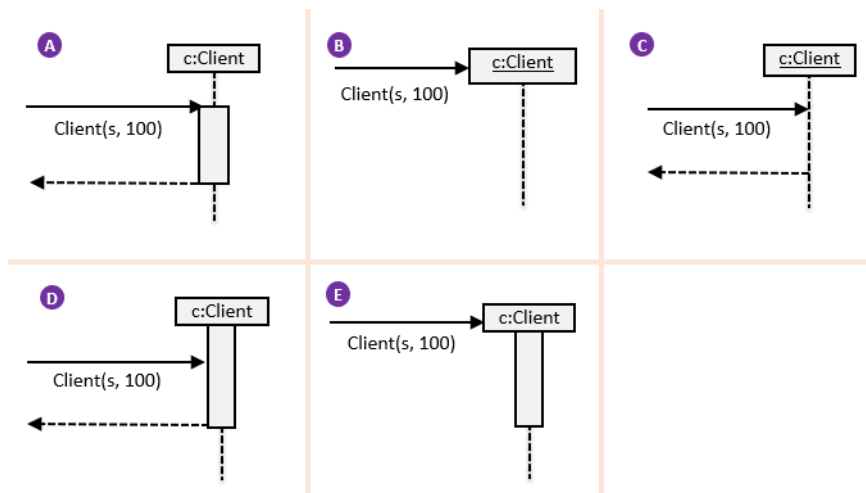 A
c:Client
Client(s, 100)
B
c:Client
Client(s, 100)
C
c:Client
Client(s, 100)
D
c:Client
Client(s, 100)
E
c:Client
Client(s, 100)